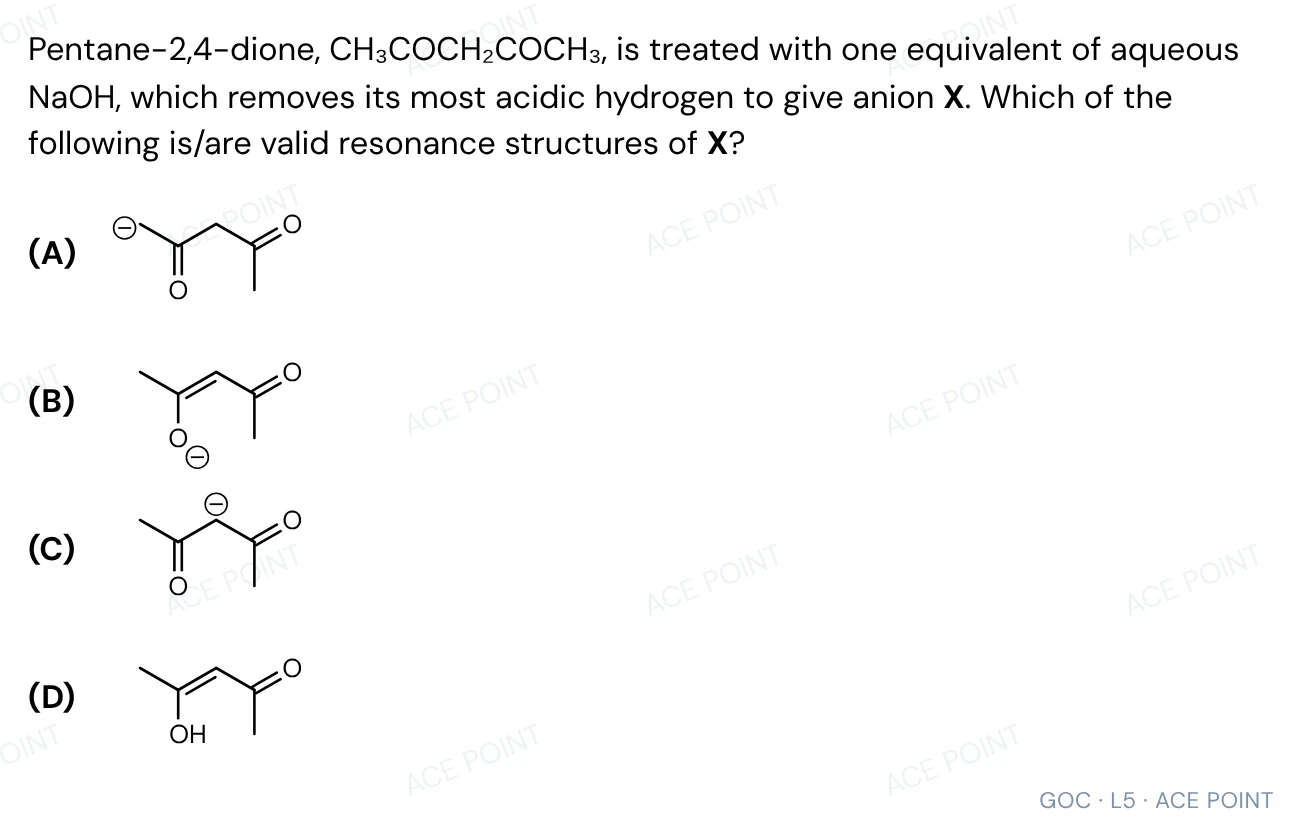 Pentane-2,4-dione, CH₃COCH₂COCH₃, is treated with one equivalent of aqueous
NaOH, which removes its most acidic hydrogen to give anion X. Which of the
following is/are valid resonance structures of X?
(A)
⊖
O
O
(B)
O
O
⊖
(C)
⊖
O
O
(D)
O
OH
ACE POINT
GOC · L5 · ACE POINT